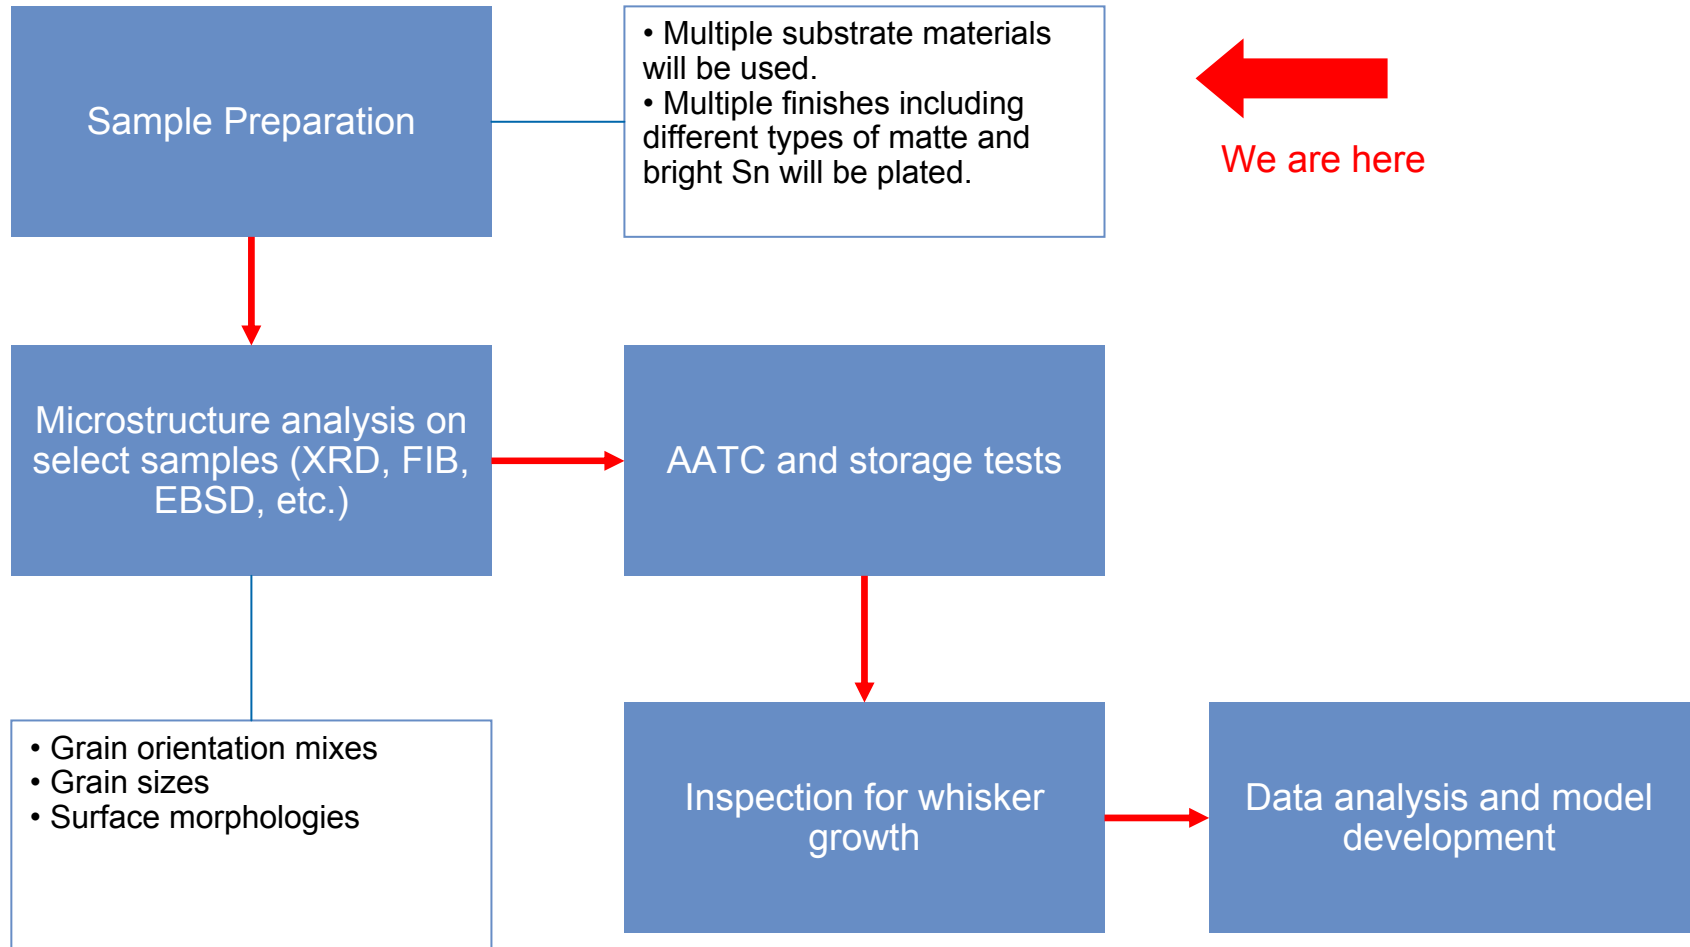 Sample Preparation
• Multiple substrate materials
will be used.
• Multiple finishes including
different types of matte and
bright Sn will be plated.
We are here
Microstructure analysis on
select samples (XRD, FIB,
EBSD, etc.)
AATC and storage tests
• Grain orientation mixes
• Grain sizes
• Surface morphologies
Inspection for whisker
growth
Data analysis and model
development